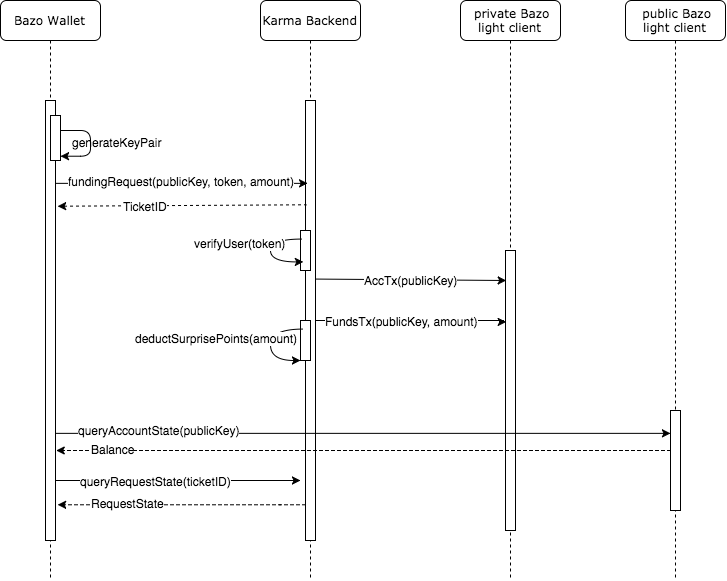 Bazo Wallet
Karma Backend
private Bazo
light client
public Bazo
light client
generateKeyPair
fundingRequest(publicKey, token, amount)
TicketID
verifyUser(token)
AccTx(publicKey)
FundsTx(publicKey, amount)
deductSurprisePoints(amount)
queryAccountState(publicKey)
Balance
queryRequestState(ticketID)
RequestState